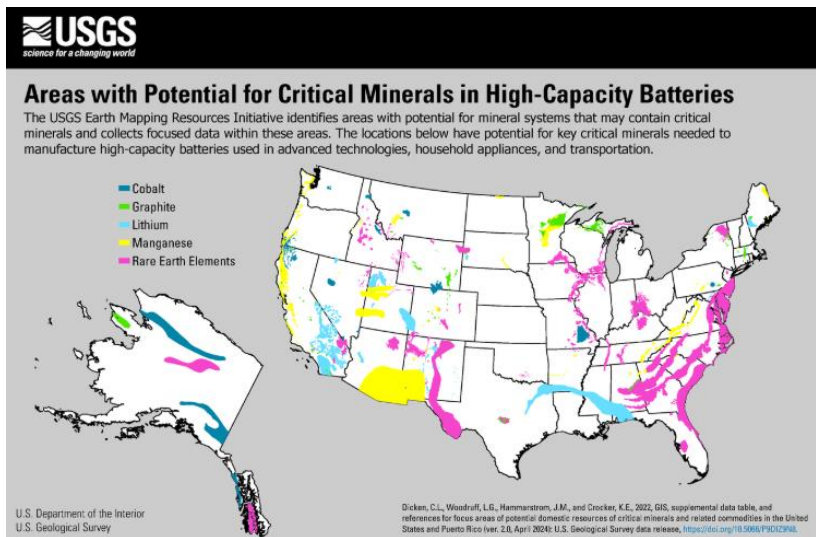 USGS
science for a changing world
Areas with Potential for Critical Minerals in High-Capacity Batteries
The USGS Earth Mapping Resources Initiative identifies areas with potential for mineral systems that may contain critical
minerals and collects focused data within these areas. The locations below have potential for key critical minerals needed to
manufacture high-capacity batteries used in advanced technologies, household appliances, and transportation.
Cobalt
Graphite
Lithium
Manganese
Rare Earth Elements
U.S. Department of the Interior
U.S. Geological Survey
Dicken, C.L., Woodruff, L.G., Hammarstrom, J.M., and Crocker, K.E., 2022, GIS, supplemental data table, and
references for focus areas of potential domestic resources of critical minerals and related commodities in the United
States and Puerto Rico (ver. 2.0, April 2024): U.S. Geological Survey data release, https://doi.org/10.5066/P9DIZ9N8.